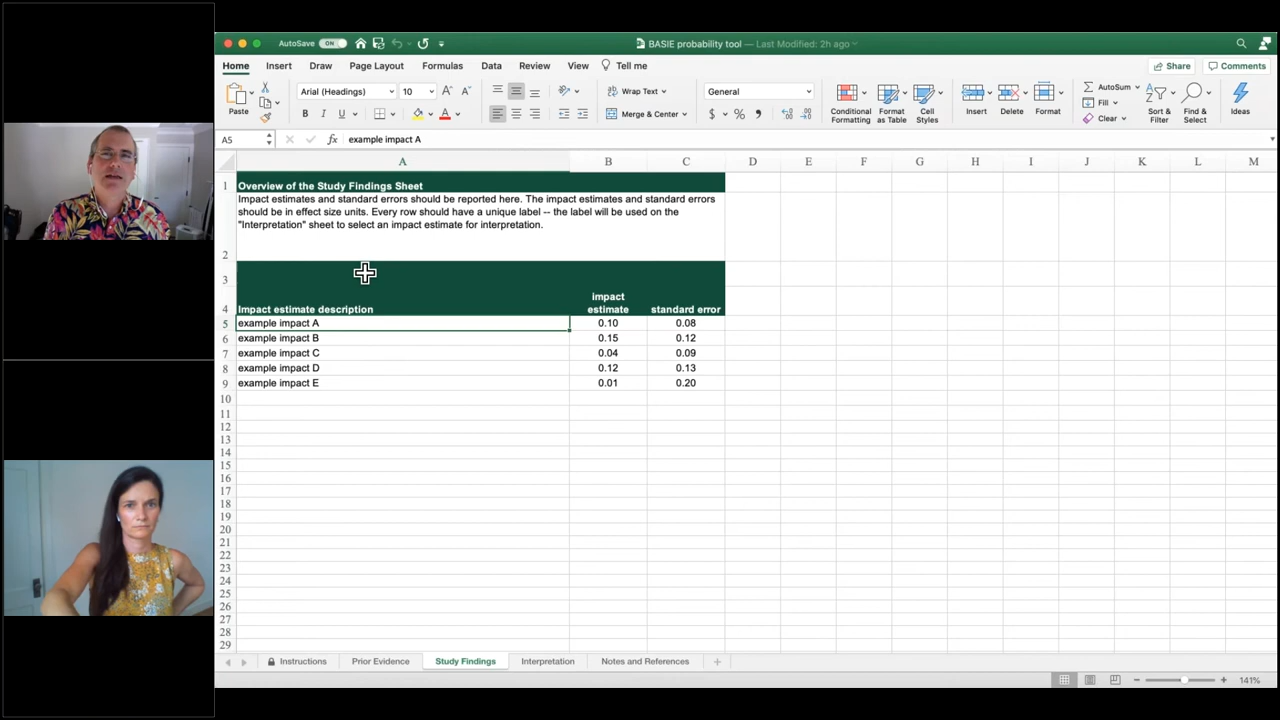 AutoSave ON
BASIE probability tool — Last Modified: 2h ago
Home Insert Draw Page Layout Formulas Data Review View Tell me
Share Comments
Paste
Arial (Headings) 10 A A
B I U A
Wrap Text
Merge & Center
General
$ %
Conditional Formatting
Format as Table
Cell Styles
Insert
Delete
Format
AutoSum
Fill
Clear
Sort & Filter
Find & Select
Ideas
A5 fx example impact A
A B C D E F G H I J K L M
1 Overview of the Study Findings Sheet
Impact estimates and standard errors should be reported here. The impact estimates and standard errors
should be in effect size units. Every row should have a unique label -- the label will be used on the
"Interpretation" sheet to select an impact estimate for interpretation.
2
3
impact
4 Impact estimate description estimate standard error
5 example impact A 0.10 0.08
6 example impact B 0.15 0.12
7 example impact C 0.04 0.09
8 example impact D 0.12 0.13
9 example impact E 0.01 0.20
10
11
12
13
14
15
16
17
18
19
20
21
22
23
24
25
26
27
28
29
Instructions Prior Evidence Study Findings Interpretation Notes and References
141%